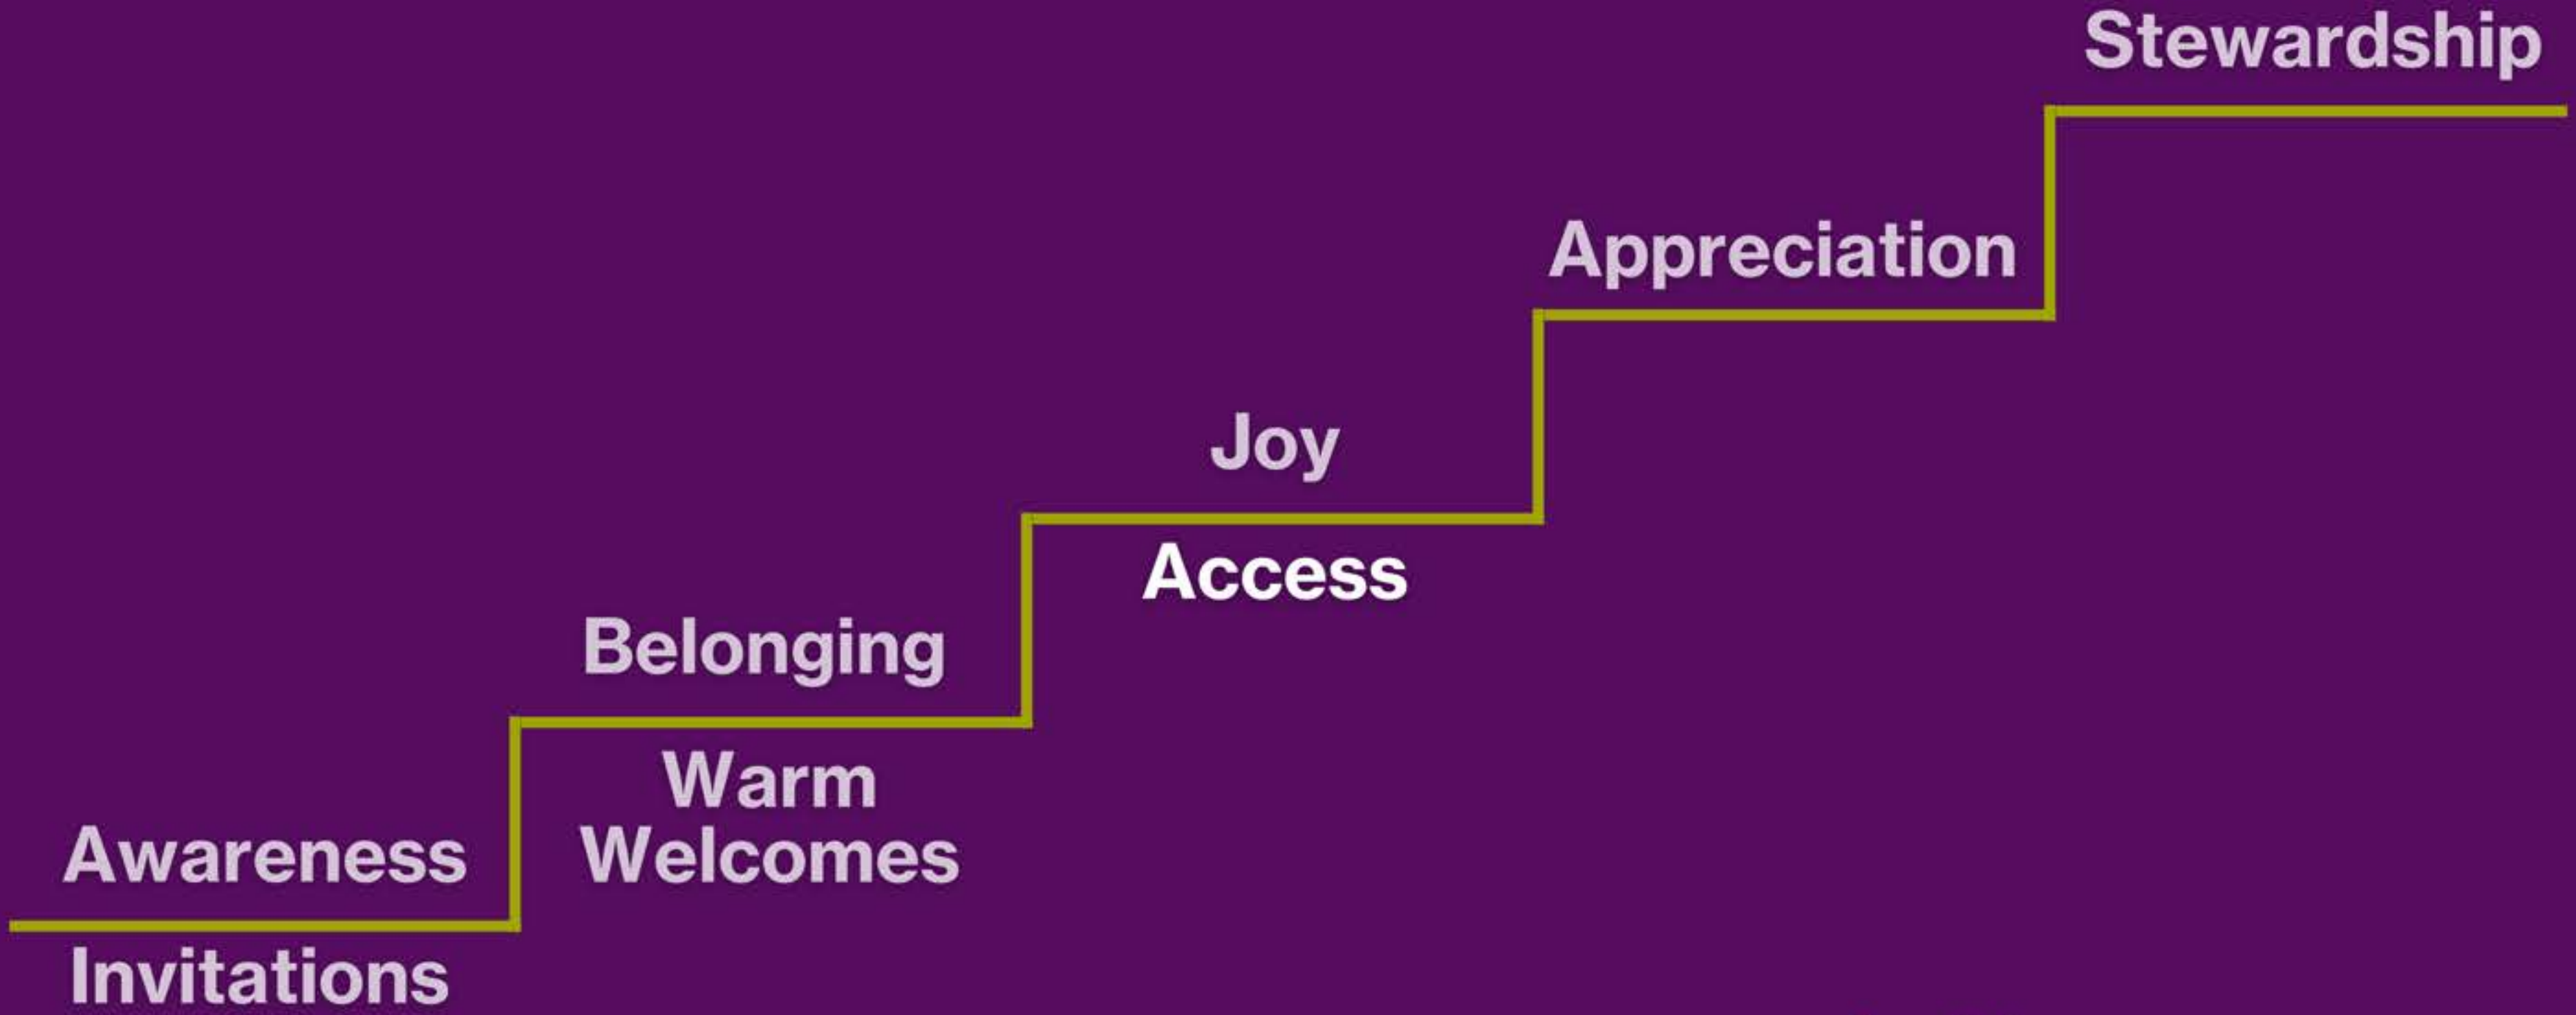 Stewardship
Appreciation
Joy
Access
Belonging
Warm
Welcomes
Awareness
Invitations